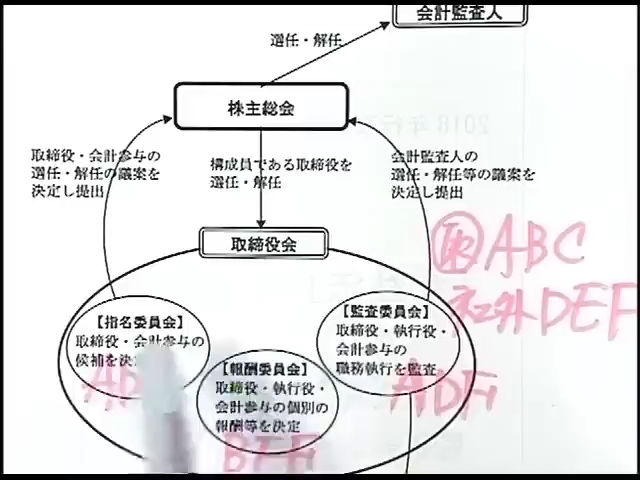 会計監査人
選任・解任
株主総会
取締役・会計参与の
選任・解任の議案を
決定し提出
構成員である取締役を
選任・解任
会計監査人の
選任・解任等の議案を
決定し提出
取締役会
取 ABC
社外DEF
【指名委員会】
取締役・会計参与の
候補を決
【監査委員会】
取締役・執行役・
会計参与の
職務執行を監査
【報酬委員会】
取締役・執行役・
会計参与の個別の
報酬等を決定
AD
ADF